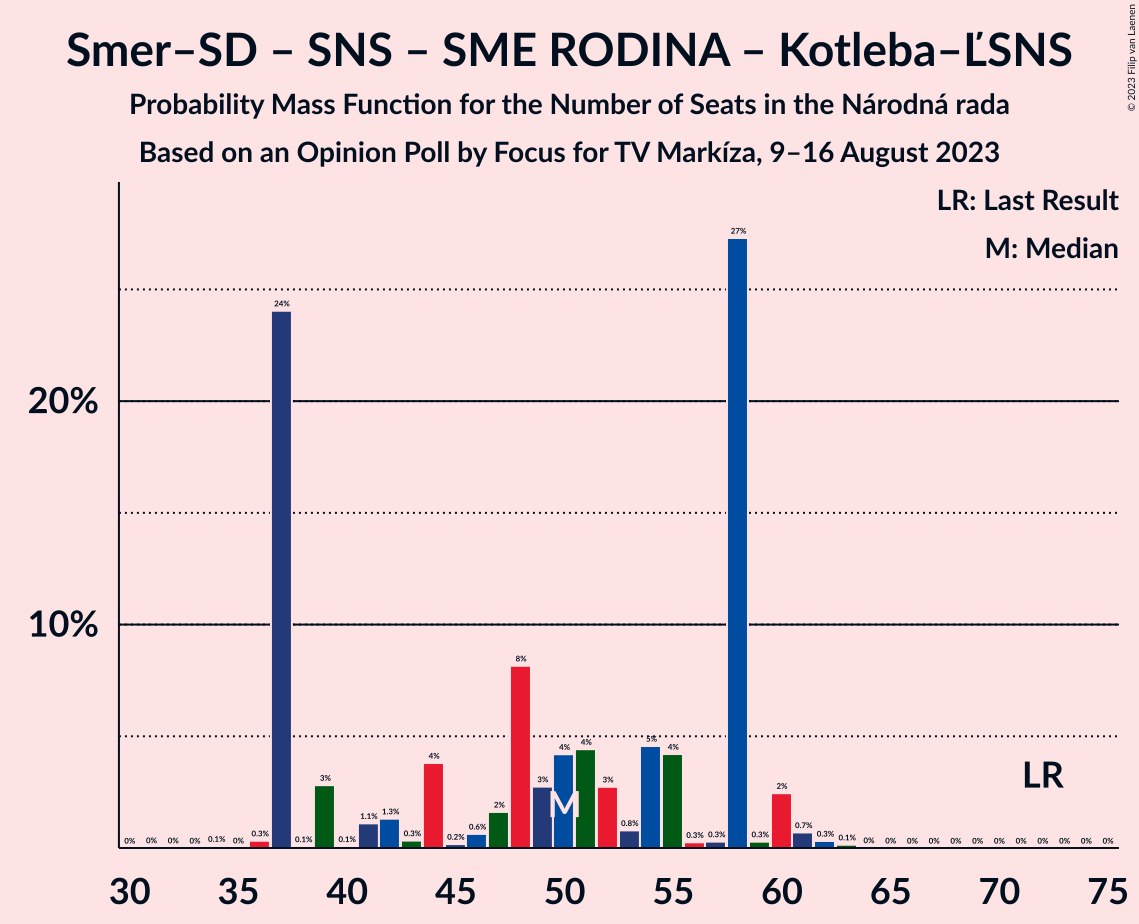 Smer–SD – SNS – SME RODINA – Kotleba–ĽSNS
Probability Mass Function for the Number of Seats in the Národná rada
Based on an Opinion Poll by Focus for TV Markíza, 9–16 August 2023
© 2023 Filip van Laenen
LR: Last Result
M: Median
20%
10%
0% 0% 0% 0% 0.1% 0% 0.3% 24% 0.1% 3% 0.1% 1.1% 1.3% 0.3% 4% 0.2% 0.6% 2% 8% 3% 4% 4% 3% 0.8% 5% 4% 0.3% 0.3% 27% 0.3% 2% 0.7% 0.3% 0.1% 0% 0% 0% 0% 0% 0% 0% 0% 0% 0% 0% 0%
M
LR
30 35 40 45 50 55 60 65 70 75